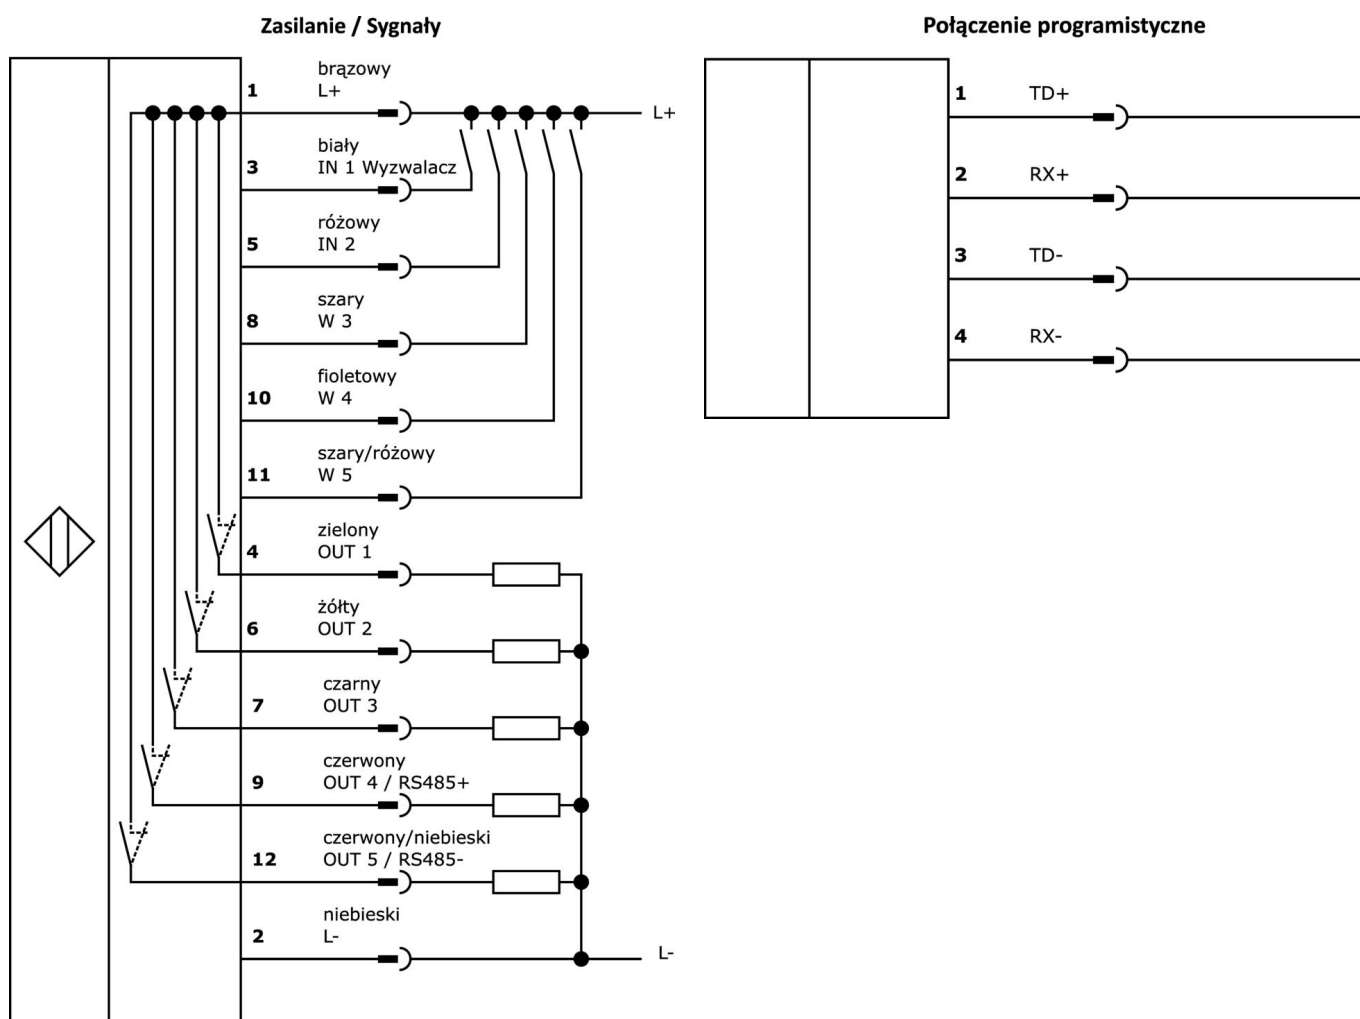 Zasilanie / Sygnały
1
brązowy
L+
L+
3
biały
IN 1 Wyzwalacz
5
różowy
IN 2
8
szary
W 3
10
fioletowy
W 4
11
szary/różowy
W 5
4
zielony
OUT 1
6
żółty
OUT 2
7
czarny
OUT 3
9
czerwony
OUT 4 / RS485+
12
czerwony/niebieski
OUT 5 / RS485-
2
niebieski
L-
L-
Połączenie programistyczne
1 TD+
2 RX+
3 TD-
4 RX-